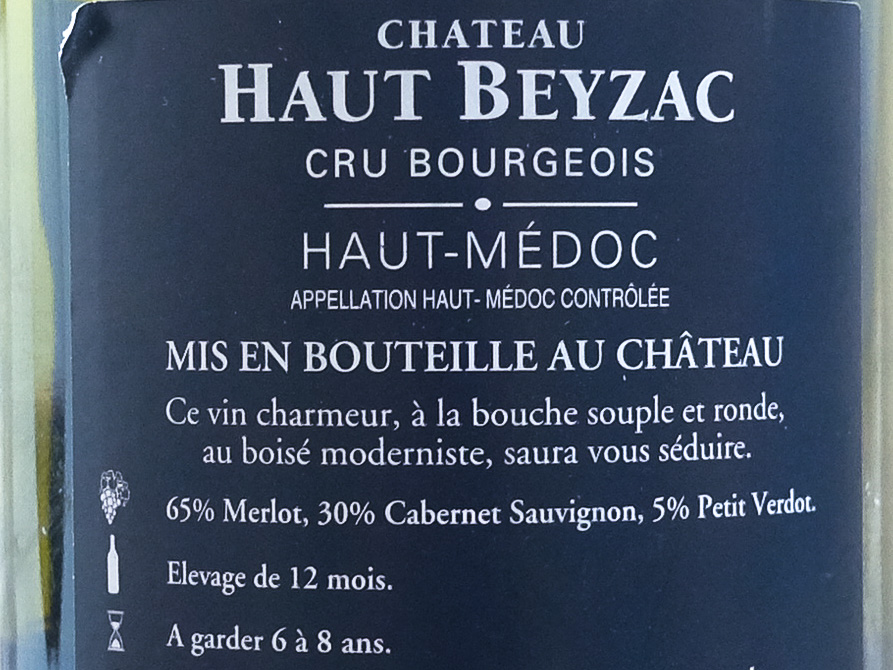 CHATEAU
HAUT BEYZAC
CRU BOURGEOIS
HAUT-MÉDOC
APPELLATION HAUT- MÉDOC CONTRÔLÉE
MIS EN BOUTEILLE AU CHÂTEAU
Ce vin charmeur, à la bouche souple et ronde,
au boisé moderniste, saura vous séduire.
65% Merlot, 30% Cabernet Sauvignon, 5% Petit Verdot.
Elevage de 12 mois.
A garder 6 à 8 ans.